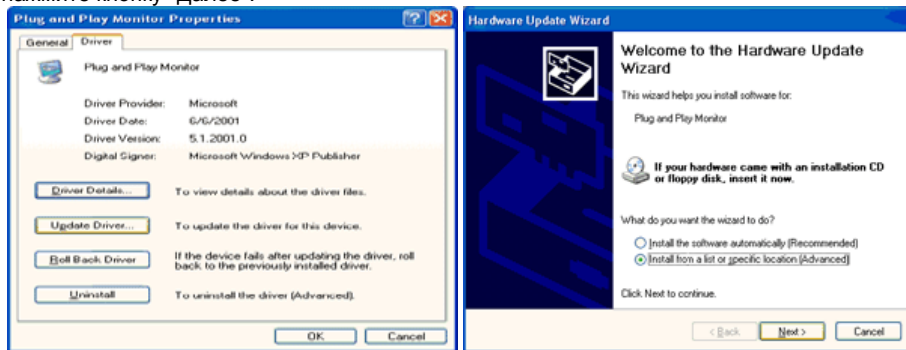 нажмите кнопку "Далее".
Plug and Play Monitor Properties
General
Driver
Plug and Play Monitor
Driver Provider: Microsoft
Driver Date: 6/6/2001
Driver Version: 5.1.2001.0
Digital Signer: Microsoft Windows XP Publisher
Driver Details...
To view details about the driver files.
Update Driver...
To update the driver for this device.
Roll Back Driver
If the device fails after updating the driver, roll
back to the previously installed driver.
Uninstall
To uninstall the driver (Advanced).
OK
Cancel
Hardware Update Wizard
Welcome to the Hardware Update
Wizard
This wizard helps you install software for:
Plug and Play Monitor
If your hardware came with an installation CD
or floppy disk, insert it now.
What do you want the wizard to do?
Install the software automatically (Recommended)
Install from a list or specific location (Advanced)
Click Next to continue.
< Back
Next >
Cancel